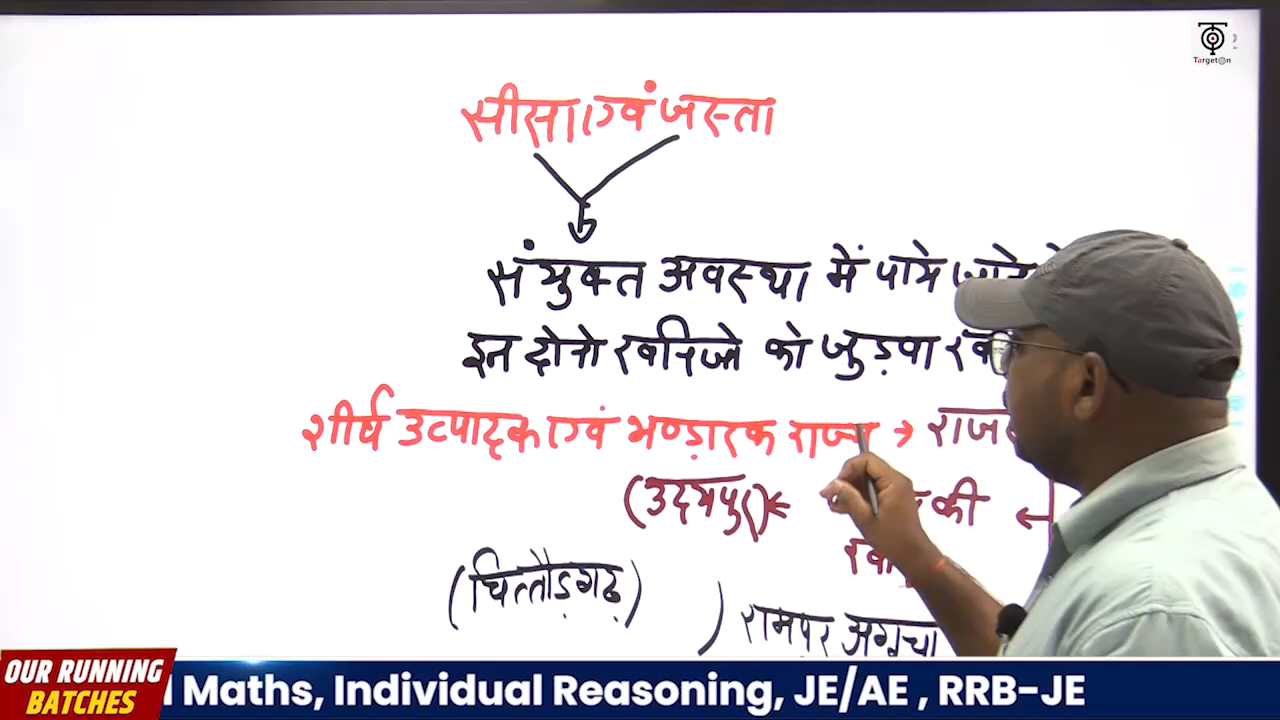 TargetOn
सीसा एवं जस्ता
संयुक्त अवस्था में पाये जाते
इन दोनो खनिजो को जुड़वा
शीर्ष उत्पादक एवं भण्डारक राज्य → राज
(उदयपुर) की
(चित्तौड़गढ़)
) रामपुर अगुचा
OUR RUNNING
BATCHES
Maths, Individual Reasoning, JE/AE , RRB-JE